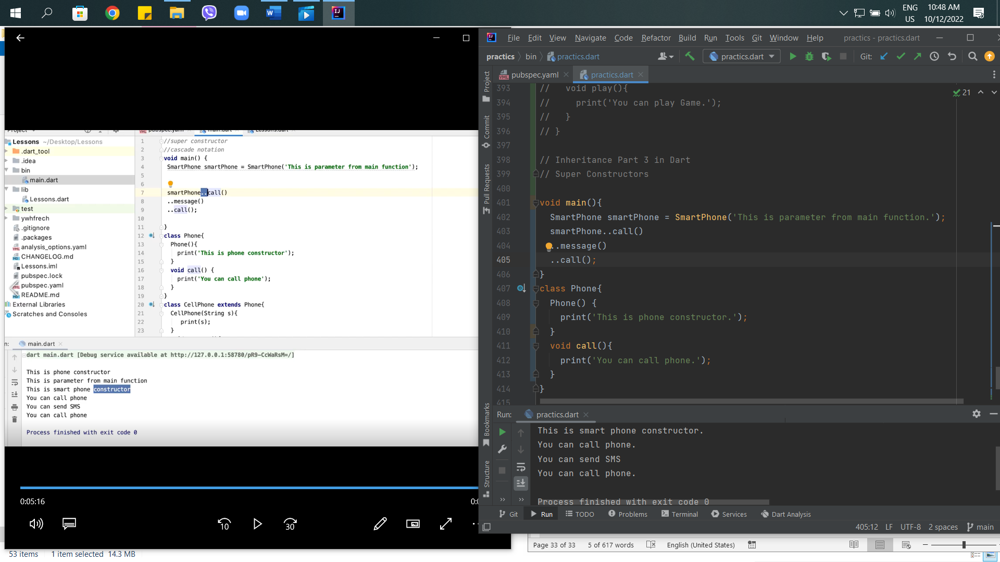 ENG
US
10:48 AM
10/12/2022
Lessons ~/Desktop/Lessons
.dart_tool
.idea
bin
main.dart
lib
Lessons.dart
test
ywhfrech
.gitignore
.packages
analysis_options.yaml
CHANGELOG.md
Lessons.iml
pubspec.lock
pubspec.yaml
README.md
External Libraries
Scratches and Consoles
1 //super constructor
2 //cascade notation
3 void main() {
4 SmartPhone smartPhone = SmartPhone('This is parameter from main function');
5
6
7 smartPhone..call()
8 ..message()
9 ..call();
10
11 }
12 class Phone{
13 Phone(){
14 print('This is phone constructor');
15 }
16 void call() {
17 print('You can call phone');
18 }
19 }
20 class CellPhone extends Phone{
21 CellPhone(String s){
22 print(s);
23 }
n: main.dart
dart main.dart [Debug service available at http://127.0.0.1:58780/pR9-CcWaRsM=/]
This is phone constructor
This is parameter from main function
This is smart phone constructor
You can call phone
You can send SMS
You can call phone
Process finished with exit code 0
0:05:16
10
30
53 items 1 item selected 14.3 MB
File Edit View Navigate Code Refactor Build Run Tools Git Window Help practics - practics.dart
practics bin practics.dart practics.dart Git:
pubspec.yaml practics.dart
Project
Commit
Pull Requests
Bookmarks
Structure
21
393 // void play(){
394 // print('You can play Game.');
395 // }
396 // }
397
398 // Inheritance Part 3 in Dart
399 // Super Constructors
400
401 void main(){
402 SmartPhone smartPhone = SmartPhone('This is parameter from main function.');
403 smartPhone..call()
404 ..message()
405 ..call();
406 }
407 class Phone{
408 Phone() {
409 print('This is phone constructor.');
410 }
411 void call(){
412 print('You can call phone.');
413 }
414 }
415
Run: practics.dart
This is smart phone constructor.
You can call phone.
You can send SMS
You can call phone.
Process finished with exit code 0
Git Run TODO Problems Terminal Services Dart Analysis
405:12 LF UTF-8 2 spaces main
Page 33 of 33 5 of 617 words English (United States)